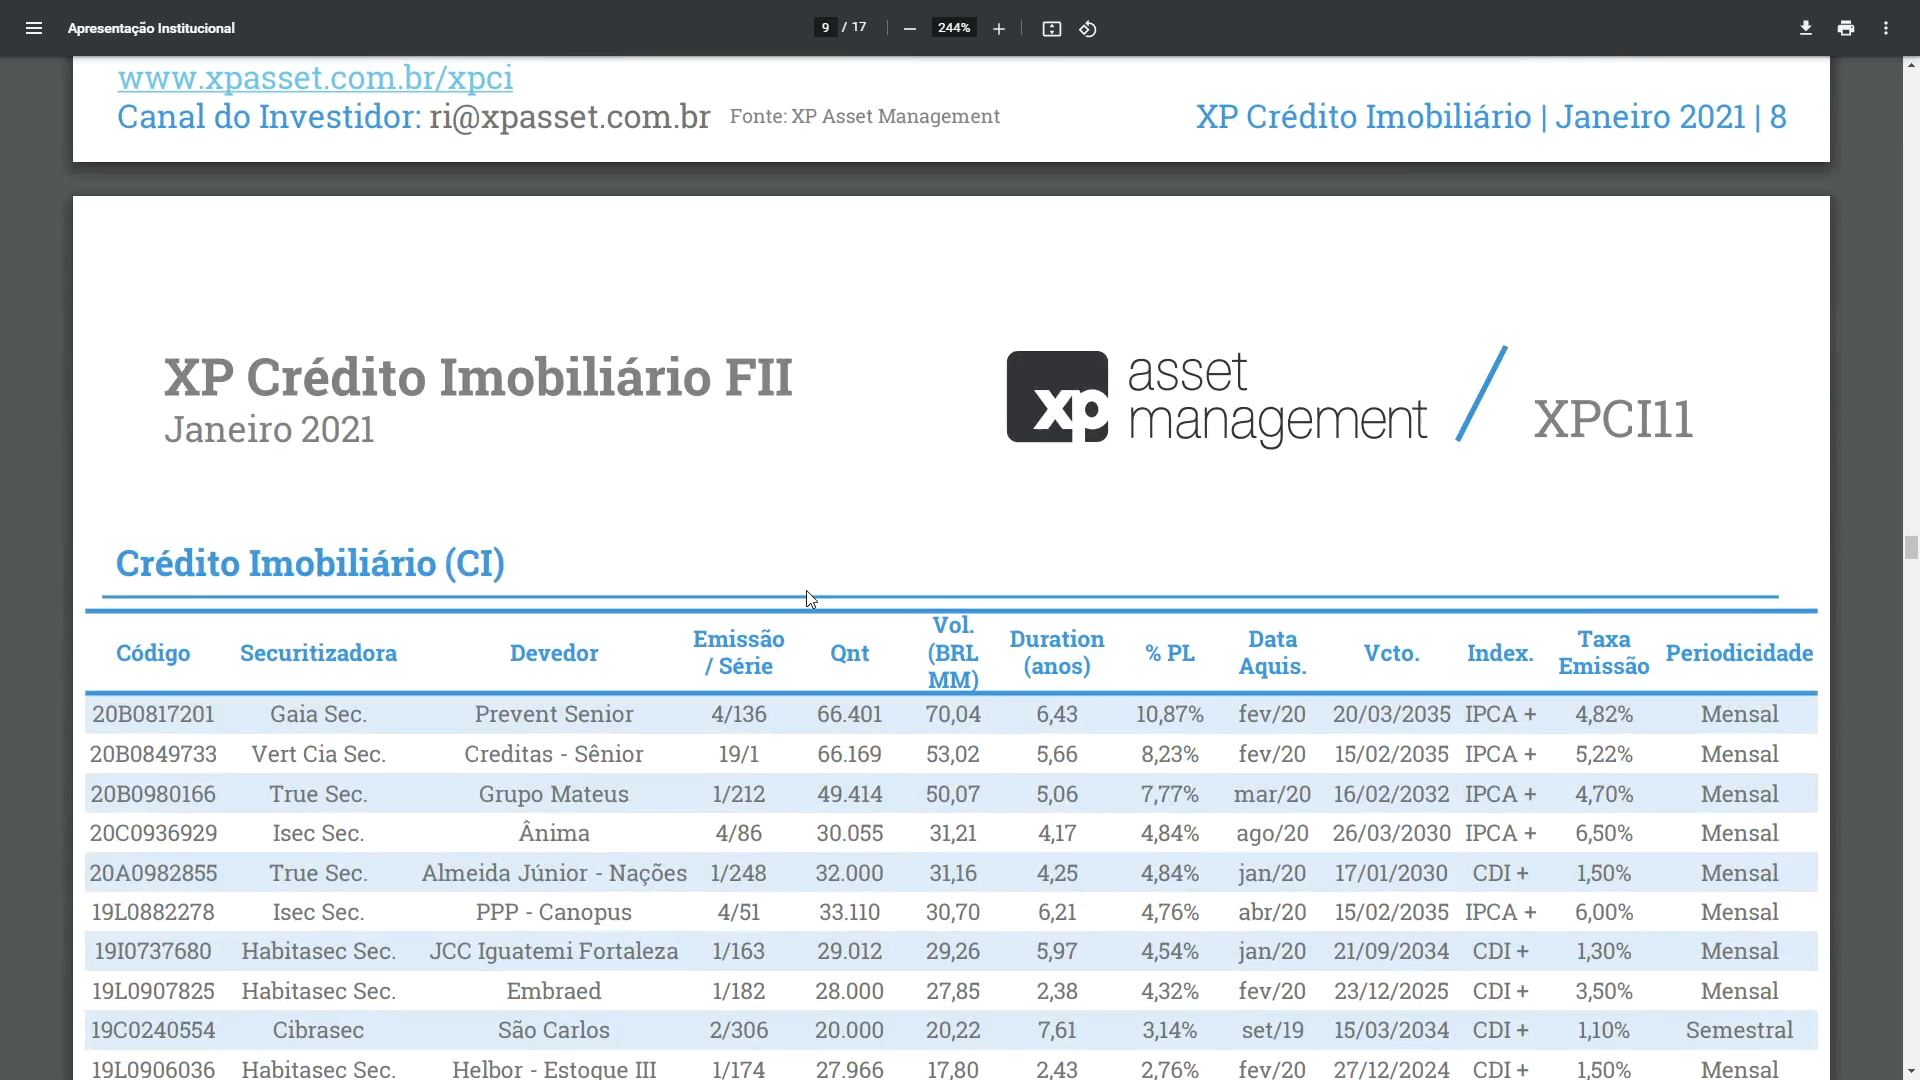 Apresentação Institucional
9 / 17
244%
www.xpasset.com.br/xpci
Canal do Investidor: ri@xpasset.com.br Fonte: XP Asset Management XP Crédito Imobiliário | Janeiro 2021 | 8
XP Crédito Imobiliário FII
Janeiro 2021
xp asset management XPCI11
Crédito Imobiliário (CI)
Código Securitizadora Devedor Emissão / Série Qnt Vol. (BRL MM) Duration (anos) % PL Data Aquis. Vcto. Index. Taxa Emissão Periodicidade
20B0817201 Gaia Sec. Prevent Senior 4/136 66.401 70,04 6,43 10,87% fev/20 20/03/2035 IPCA + 4,82% Mensal
20B0849733 Vert Cia Sec. Creditas - Sênior 19/1 66.169 53,02 5,66 8,23% fev/20 15/02/2035 IPCA + 5,22% Mensal
20B0980166 True Sec. Grupo Mateus 1/212 49.414 50,07 5,06 7,77% mar/20 16/02/2032 IPCA + 4,70% Mensal
20C0936929 Isec Sec. Ânima 4/86 30.055 31,21 4,17 4,84% ago/20 26/03/2030 IPCA + 6,50% Mensal
20A0982855 True Sec. Almeida Júnior - Nações 1/248 32.000 31,16 4,25 4,84% jan/20 17/01/2030 CDI + 1,50% Mensal
19L0882278 Isec Sec. PPP - Canopus 4/51 33.110 30,70 6,21 4,76% abr/20 15/02/2035 IPCA + 6,00% Mensal
19I0737680 Habitasec Sec. JCC Iguatemi Fortaleza 1/163 29.012 29,26 5,97 4,54% jan/20 21/09/2034 CDI + 1,30% Mensal
19L0907825 Habitasec Sec. Embraed 1/182 28.000 27,85 2,38 4,32% fev/20 23/12/2025 CDI + 3,50% Mensal
19C0240554 Cibrasec São Carlos 2/306 20.000 20,22 7,61 3,14% set/19 15/03/2034 CDI + 1,10% Semestral
19L0906036 Habitasec Sec. Helbor - Estoque III 1/174 27.966 17,80 2,43 2,76% fev/20 27/12/2024 CDI + 1,50% Mensal